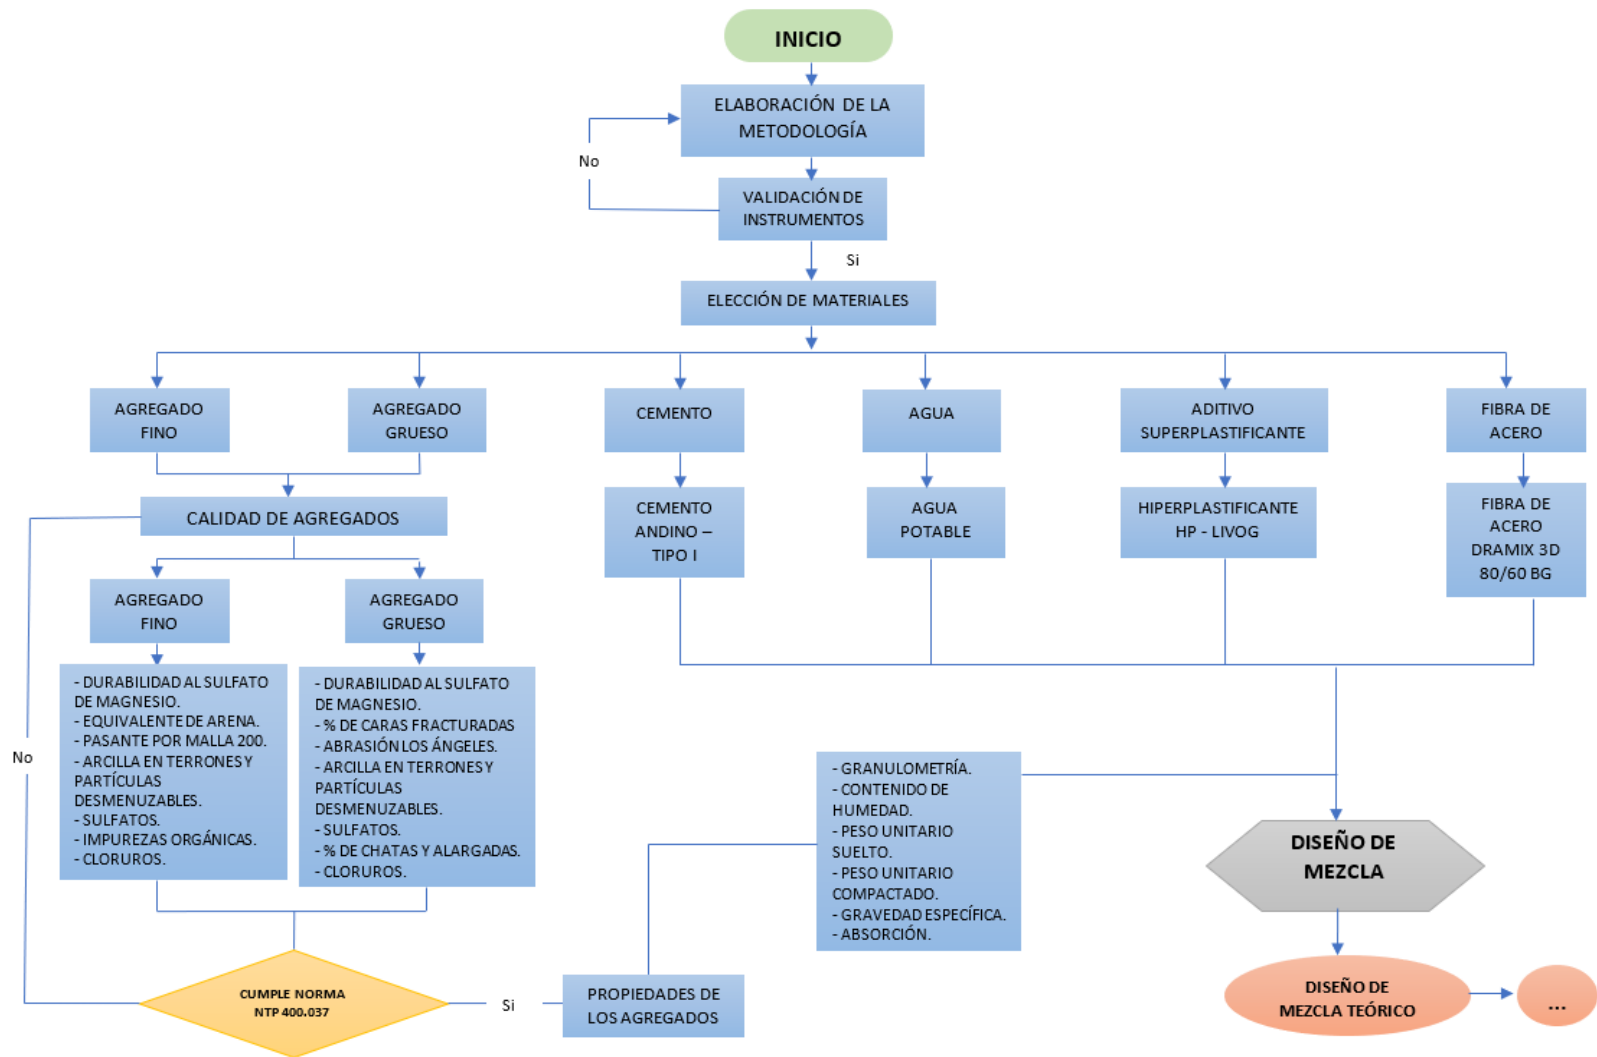 INICIO
ELABORACIÓN DE LA
METODOLOGÍA
No
VALIDACIÓN DE
INSTRUMENTOS
Si
ELECCIÓN DE MATERIALES
AGREGADO
FINO
AGREGADO
GRUESO
CEMENTO
AGUA
ADITIVO
SUPERPLASTIFICANTE
FIBRA DE
ACERO
CALIDAD DE AGREGADOS
CEMENTO
ANDINO –
TIPO I
AGUA
POTABLE
HIPERPLASTIFICANTE
HP - LIVOG
FIBRA DE
ACERO
DRAMIX 3D
80/60 BG
AGREGADO
FINO
AGREGADO
GRUESO
- DURABILIDAD AL SULFATO
DE MAGNESIO.
- EQUIVALENTE DE ARENA.
- PASANTE POR MALLA 200.
- ARCILLA EN TERRONES Y
PARTÍCULAS
DESMENUZABLES.
- SULFATOS.
- IMPUREZAS ORGÁNICAS.
- CLORUROS.
- DURABILIDAD AL SULFATO
DE MAGNESIO.
- % DE CARAS FRACTURADAS
- ABRASIÓN LOS ÁNGELES.
- ARCILLA EN TERRONES Y
PARTÍCULAS
DESMENUZABLES.
- SULFATOS.
- % DE CHATAS Y ALARGADAS.
- CLORUROS.
No
- GRANULOMETRÍA.
- CONTENIDO DE
HUMEDAD.
- PESO UNITARIO
SUELTO.
- PESO UNITARIO
COMPACTADO.
- GRAVEDAD ESPECÍFICA.
- ABSORCIÓN.
DISEÑO DE
MEZCLA
CUMPLE NORMA
NTP 400.037
Si
PROPIEDADES DE
LOS AGREGADOS
DISEÑO DE
MEZCLA TEÓRICO
...